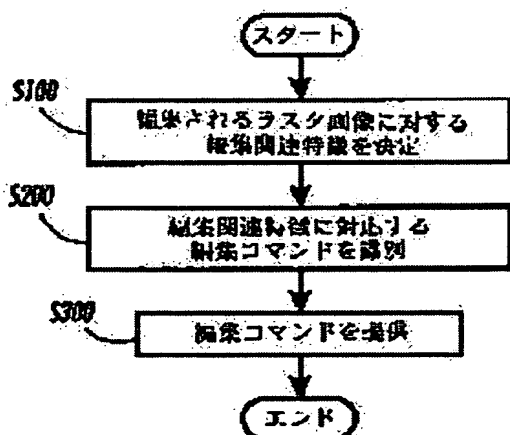 スタート
S100
編集されるラスタ画像に対する
編集関連特徴を決定
S200
編集関連特徴に対応する
編集コマンドを識別
S300
編集コマンドを提供
エンド